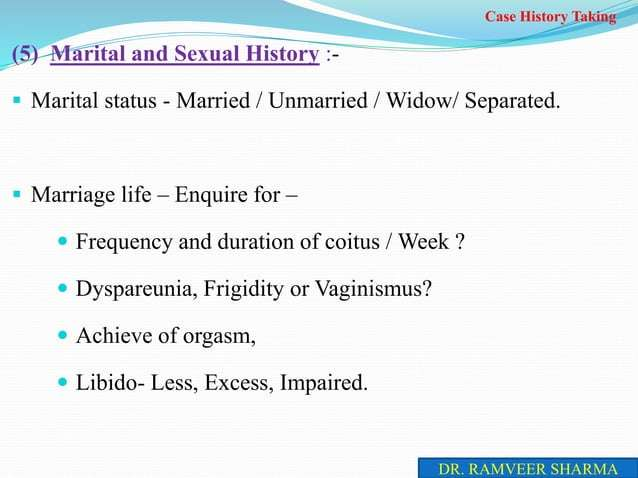 Case History Taking
(5) Marital and Sexual History :-
▪ Marital status - Married / Unmarried / Widow/ Separated.
▪ Marriage life – Enquire for –
• Frequency and duration of coitus / Week ?
• Dyspareunia, Frigidity or Vaginismus?
• Achieve of orgasm,
• Libido- Less, Excess, Impaired.
DR. RAMVEER SHARMA